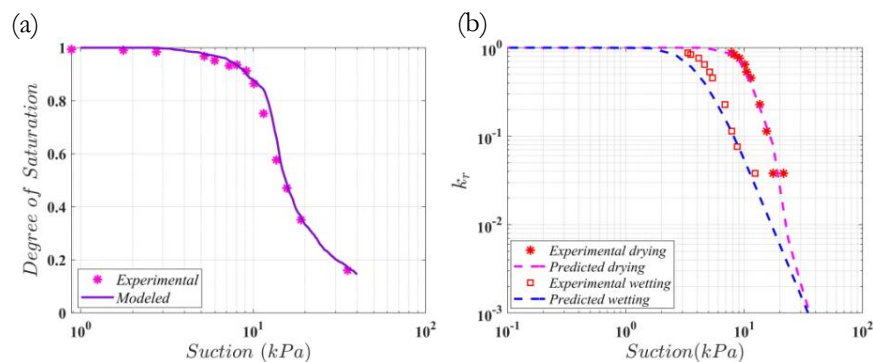 (a)
(b)
1
0.8
0.6
0.4
0.2
0
Degree of Saturation
Experimental
Modeled
10^0
10^1
10^2
Suction (kPa)
10^0
10^-1
10^-2
10^-3
k_r
Experimental drying
Predicted drying
Experimental wetting
Predicted wetting
10^-1
10^0
10^1
10^2
Suction(kPa)